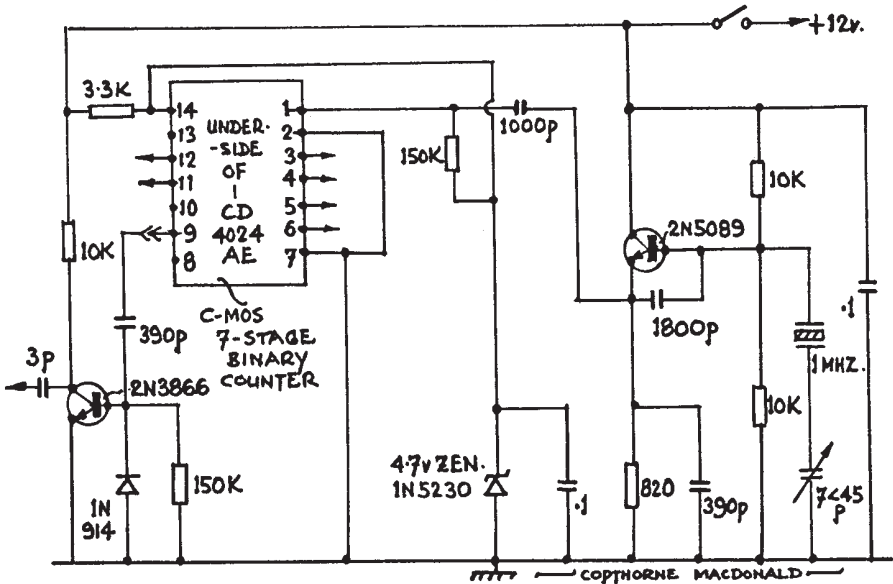 +12v.
3.3K
14 1
1000p
13 UNDER- 2
-SIDE
12 OF 3
150K
11 I 4
10K
10 CD 5
2N5089
9 4024 6
10K
8 AE 7
C-MOS
7-STAGE
BINARY
COUNTER
390p
1800p
.1
1MHZ.
3p
2N3866
10K
4.7v ZEN.
1N5230
150K
1N
914
.1
820
390p
7<45
p
COPTHORNE MACDONALD